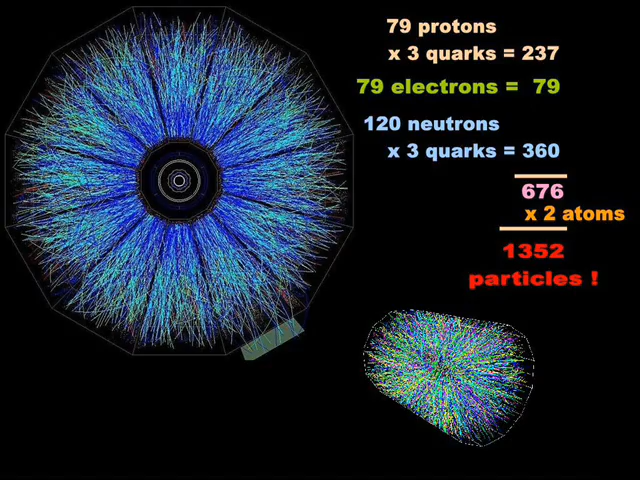 79 protons
x 3 quarks = 237
79 electrons = 79
120 neutrons
x 3 quarks = 360
676
x 2 atoms
1352
particles !